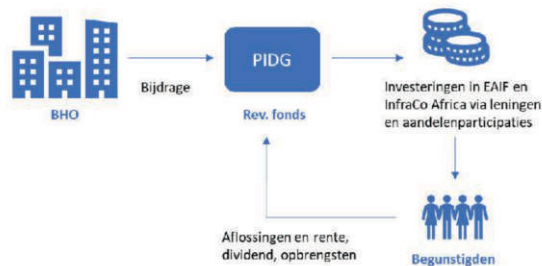 PIDG
Bijdrage
BHO
Rev. fonds
Investeringen in EAIF en
InfraCo Africa via leningen
en aandelenparticipaties
Aflossingen en rente,
dividend, opbrengsten
Begunstigden